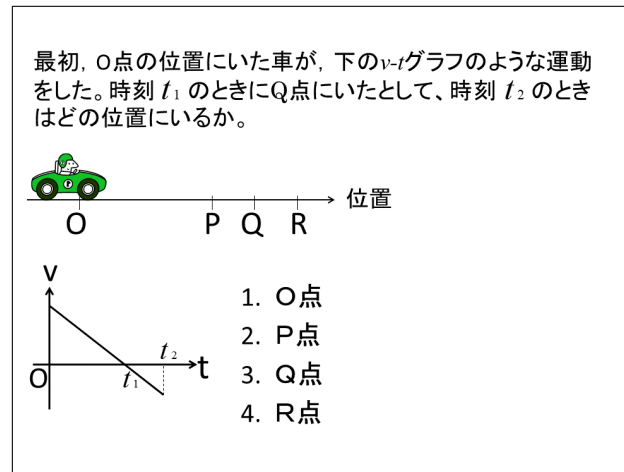 最初，O点の位置にいた車が，下のv-tグラフのような運動
をした。時刻 t₁ のときにQ点にいたとして、時刻 t₂ のとき
はどの位置にいるか。
P
位置
O P Q R
v
O t₁ t₂ t
1. O点
2. P点
3. Q点
4. R点